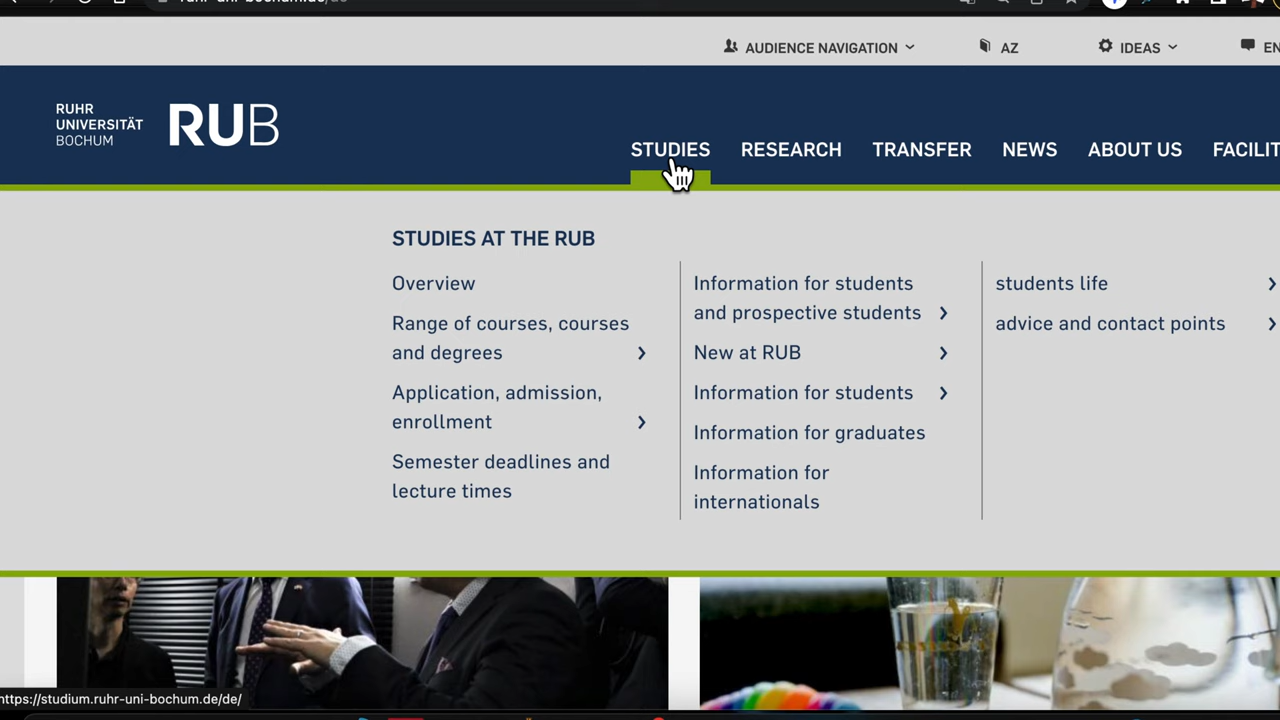 AUDIENCE NAVIGATION
AZ
IDEAS
EN
RUHR
UNIVERSITÄT
BOCHUM
RUB
STUDIES
RESEARCH
TRANSFER
NEWS
ABOUT US
FACILIT
STUDIES AT THE RUB
Overview
Range of courses, courses
and degrees
Application, admission,
enrollment
Semester deadlines and
lecture times
Information for students
and prospective students
New at RUB
Information for students
Information for graduates
Information for
internationals
students life
advice and contact points
https://studium.ruhr-uni-bochum.de/de/